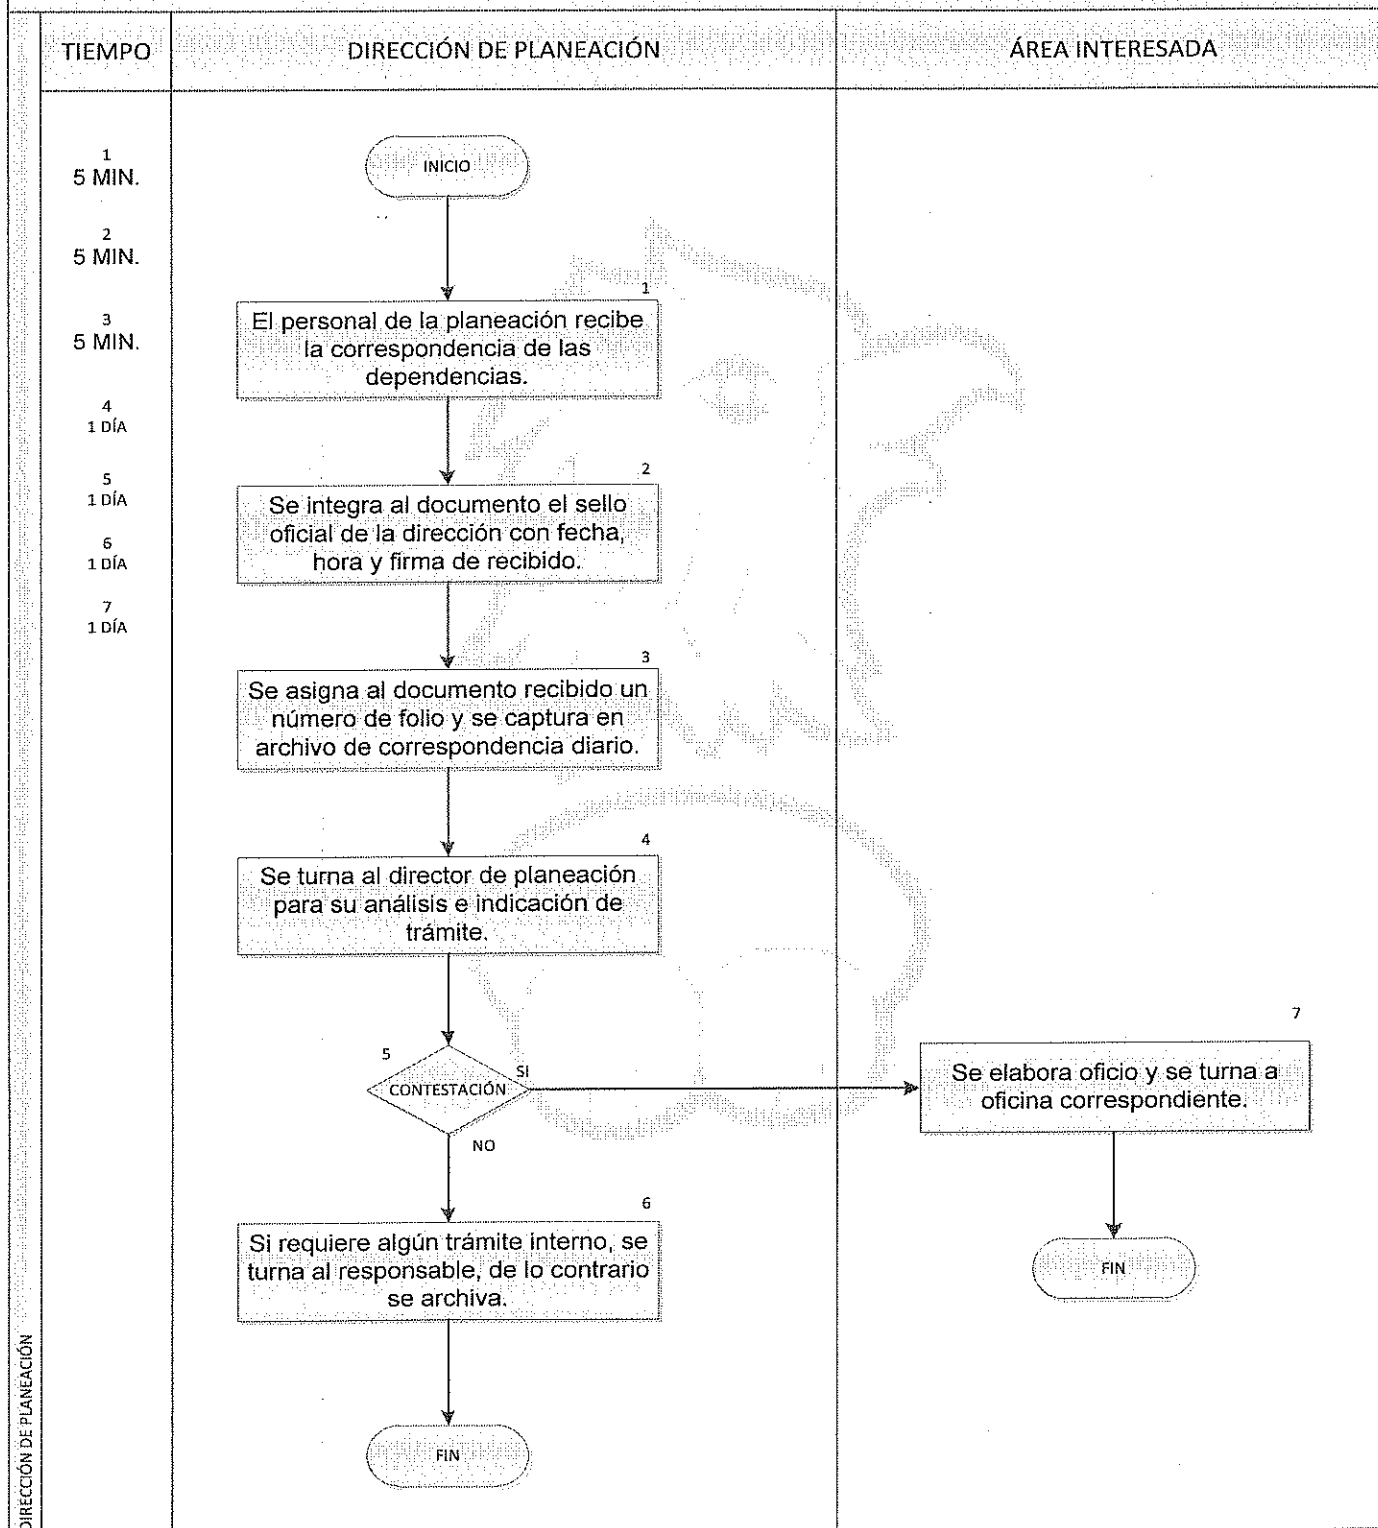 TIEMPO
DIRECCIÓN DE PLANEACIÓN
ÁREA INTERESADA
1
5 MIN.
2
5 MIN.
3
5 MIN.
4
1 DÍA
5
1 DÍA
6
1 DÍA
7
1 DÍA
INICIO
1
El personal de la planeación recibe
la correspondencia de las
dependencias.
2
Se integra al documento el sello
oficial de la dirección con fecha,
hora y firma de recibido.
3
Se asigna al documento recibido un
número de folio y se captura en
archivo de correspondencia diario.
4
Se turna al director de planeación
para su análisis e indicación de
trámite.
5
CONTESTACIÓN
SI
NO
6
Si requiere algún trámite interno, se
turna al responsable, de lo contrario
se archiva.
FIN
7
Se elabora oficio y se turna a
oficina correspondiente.
FIN
DIRECCIÓN DE PLANEACIÓN